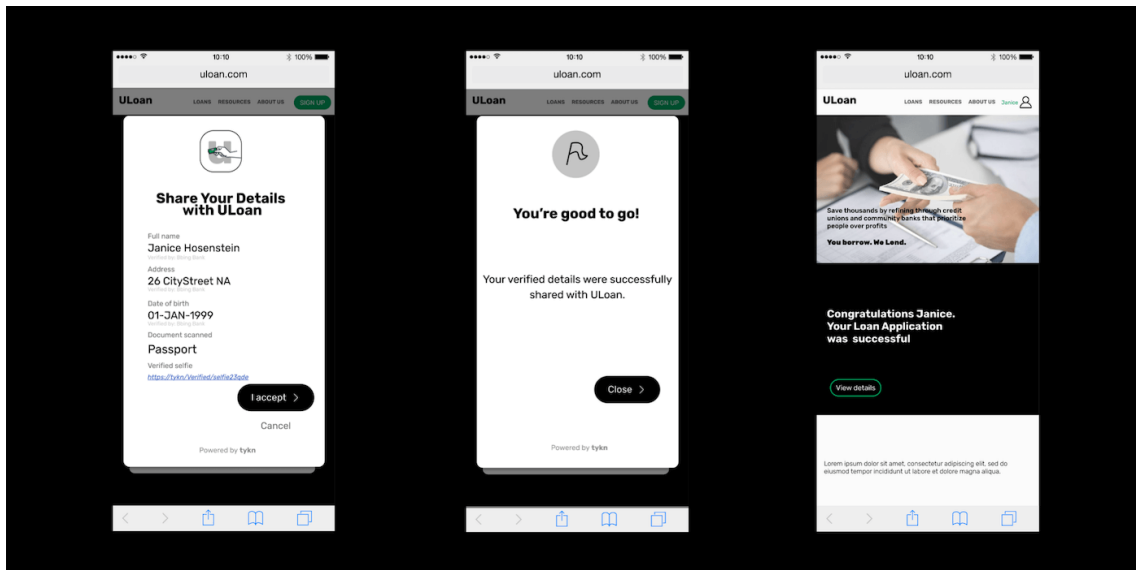 10:10
100%
uloan.com
ULoan
LOANS RESOURCES ABOUT US SIGN UP
Share Your Details
with ULoan
Full name
Janice Hosenstein
Address
26 CityStreet NA
Date of birth
01-JAN-1999
Document scanned
Passport
Verified selfie
https://tykn/Verified/selfie23gde
I accept
Cancel
Powered by tykn
10:10
100%
uloan.com
ULoan
LOANS RESOURCES ABOUT US SIGN UP
You're good to go!
Your verified details were successfully
shared with ULoan.
Close
Powered by tykn
10:10
100%
uloan.com
ULoan
LOANS RESOURCES ABOUT US Janice
Save thousands by refining through credit
unions and community banks that prioritize
people over profits
You borrow. We Lend.
Congratulations Janice.
Your Loan Application
was successful
View details
Lorem ipsum dolor sit amet, consectetur adipiscing elit, sed do
eiusmod tempor incididunt ut labore et dolore magna aliqua.